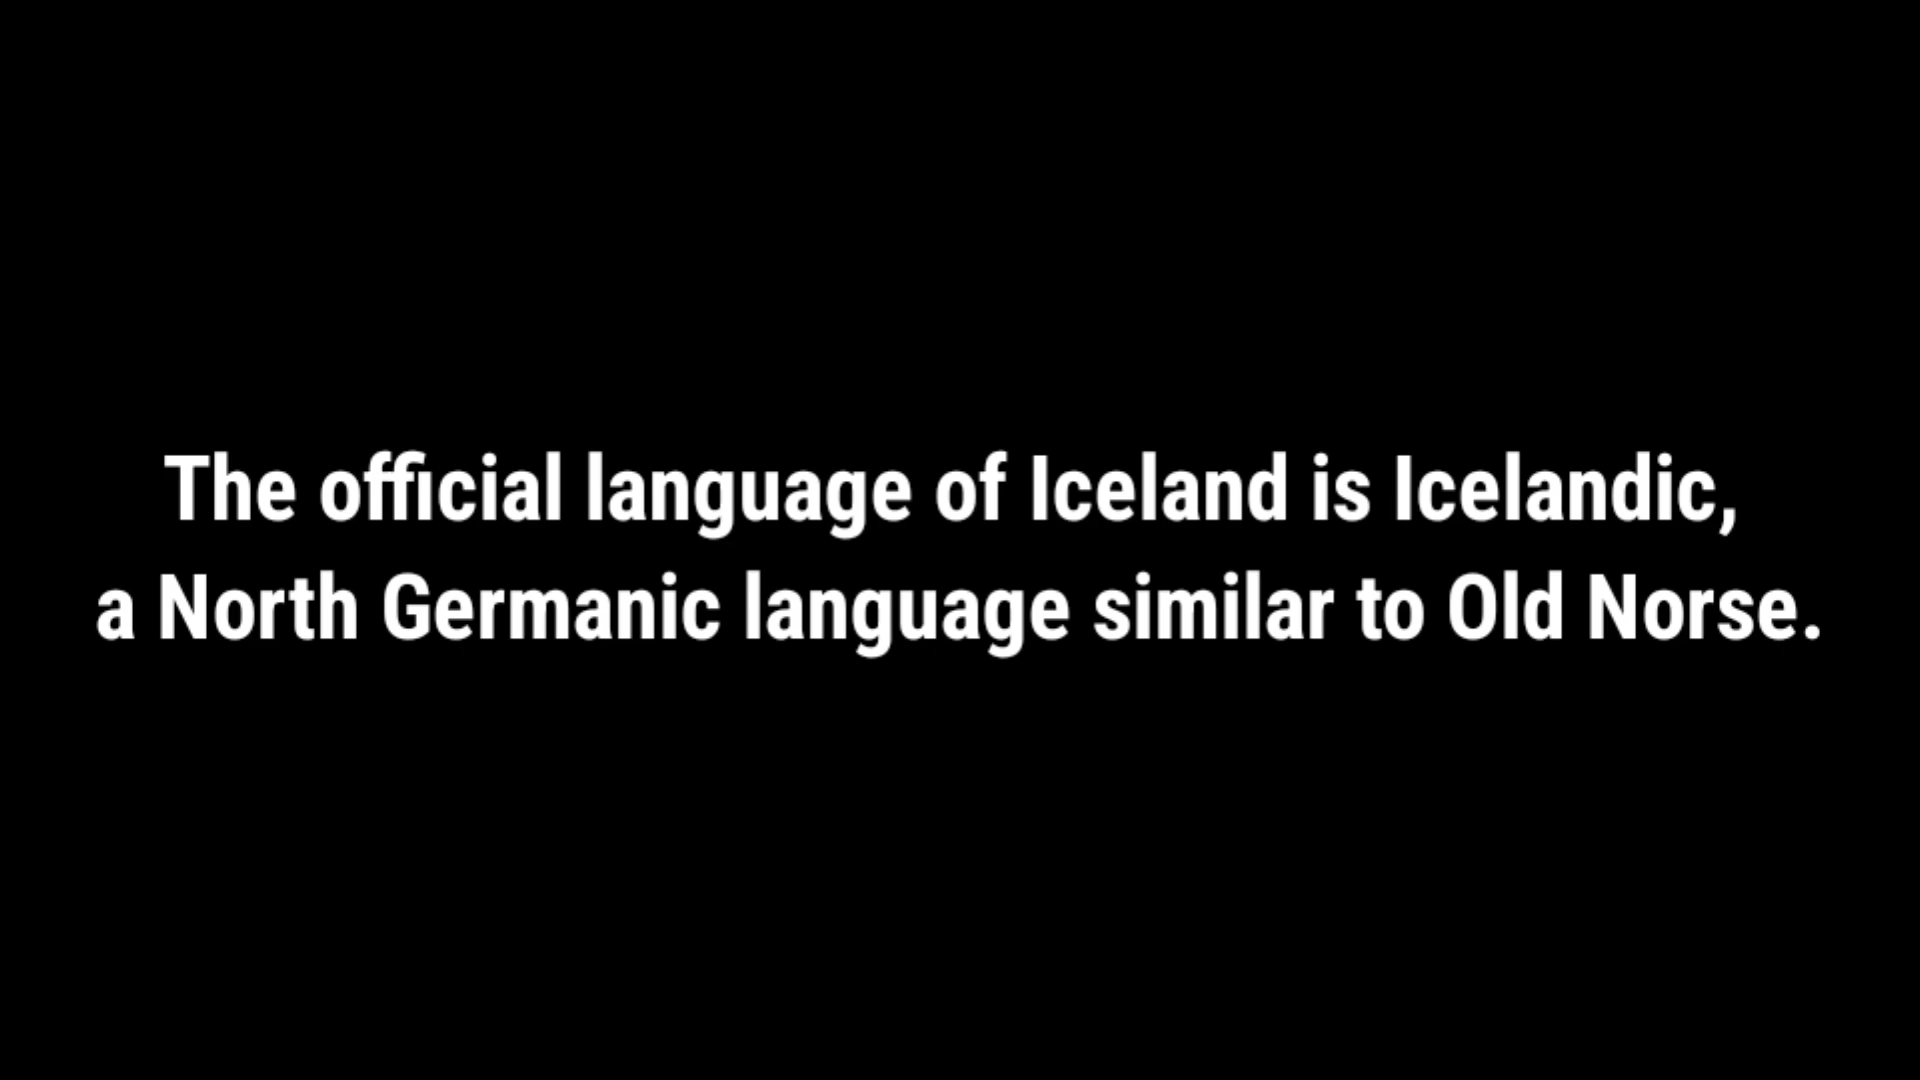 The official language of Iceland is Icelandic,
a North Germanic language similar to Old Norse.